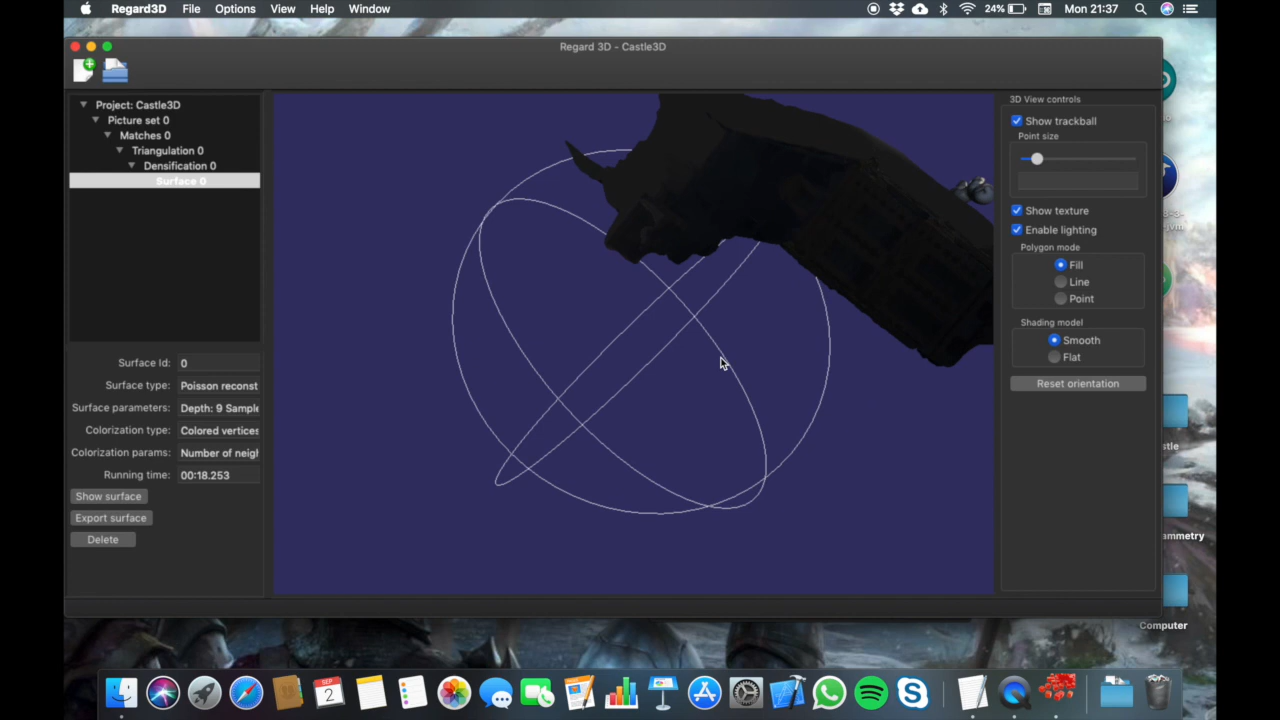 Regard3D File Options View Help Window 24% Mon 21:37
Regard 3D - Castle3D
Project: Castle3D
Picture set 0
Matches 0
Triangulation 0
Densification 0
Surface 0
Surface Id: 0
Surface type: Poisson reconst
Surface parameters: Depth: 9 Sample
Colorization type: Colored vertices
Colorization params: Number of neigh
Running time: 00:18.253
Show surface
Export surface
Delete
3D View controls
Show trackball
Point size
Show texture
Enable lighting
Polygon mode
Fill
Line
Point
Shading model
Smooth
Flat
Reset orientation
stle
ammetry
Computer
SEP
2